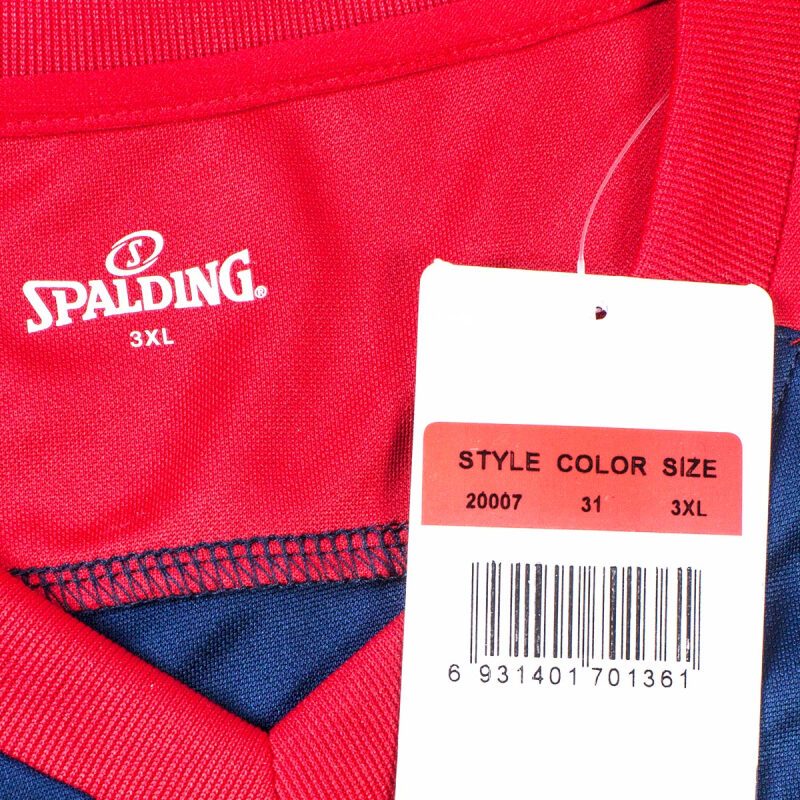 S
SPALDING®
3XL
STYLE COLOR SIZE
20007 31 3XL
6 931401 701361